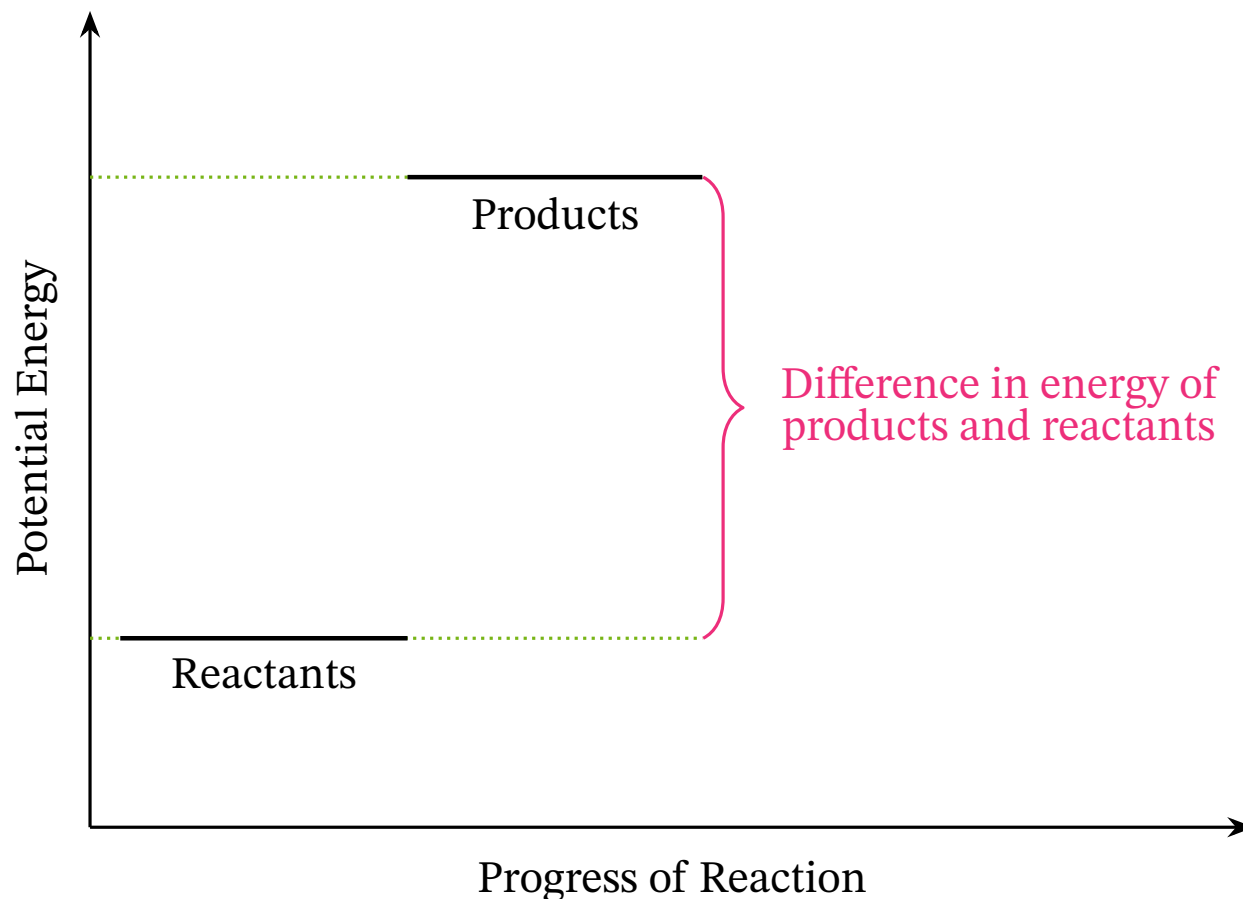 Products
Potential Energy
Difference in energy of
products and reactants
Reactants
Progress of Reaction